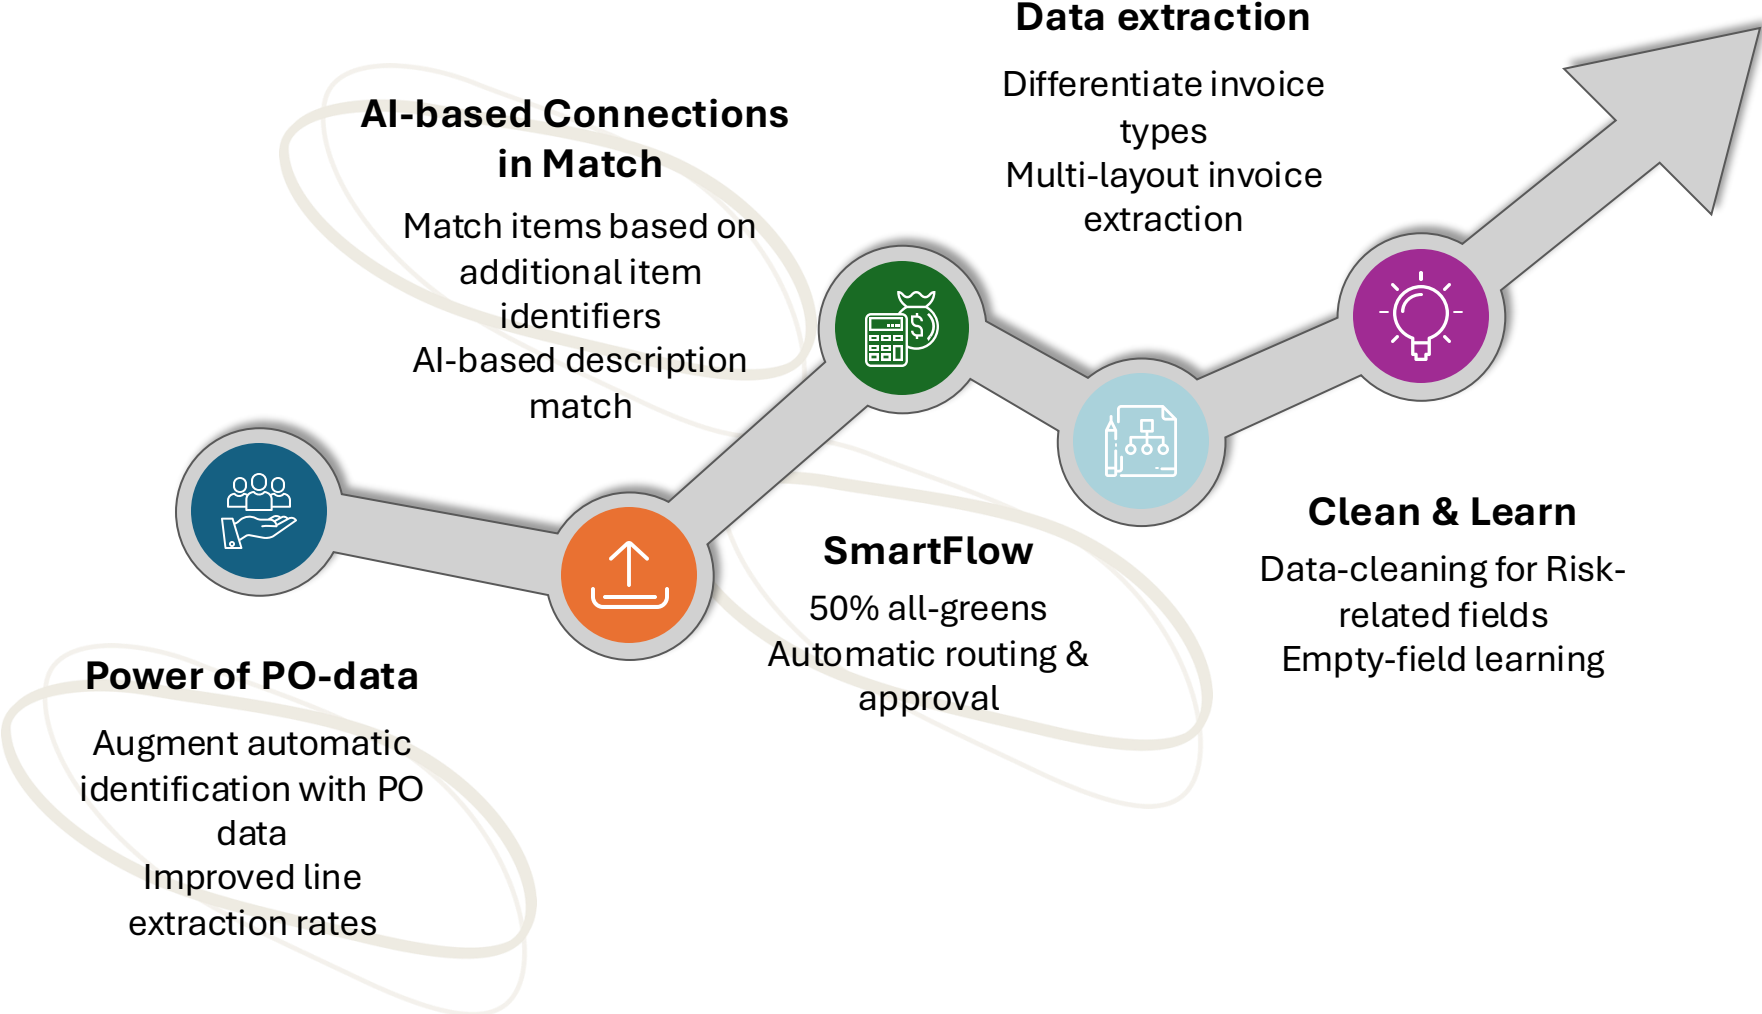 Power of PO-data
Augment automatic
identification with PO
data
Improved line
extraction rates
AI-based Connections
in Match
Match items based on
additional item
identifiers
AI-based description
match
SmartFlow
50% all-greens
Automatic routing &
approval
Data extraction
Differentiate invoice
types
Multi-layout invoice
extraction
Clean & Learn
Data-cleaning for Risk-
related fields
Empty-field learning
$